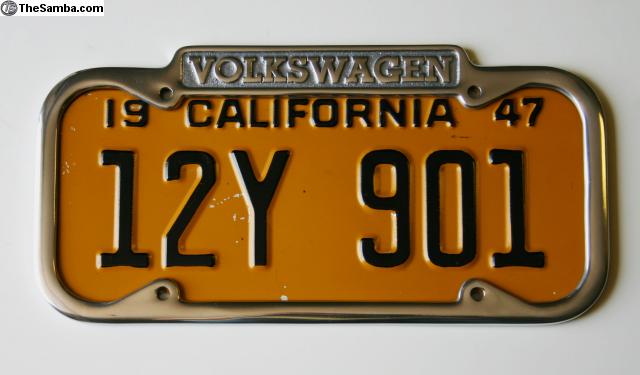 TheSamba.com
VOLKSWAGEN
19 CALIFORNIA 47
12Y 901